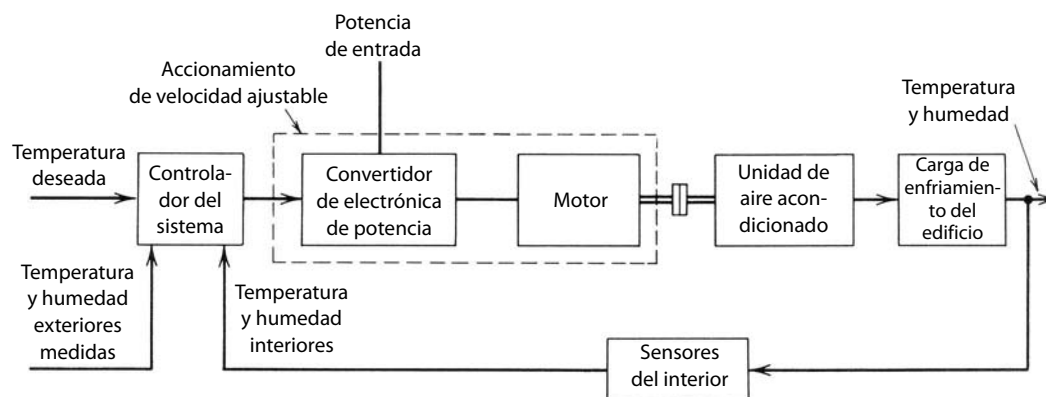 Potencia
de entrada
Accionamiento
de velocidad ajustable
Temperatura
y humedad
Temperatura
deseada
Controla-
dor del
sistema
Convertidor
de electrónica
de potencia
Motor
Unidad de
aire acon-
dicionado
Carga de
enfriamien-
to del
edificio
Temperatura
y humedad
exteriores
medidas
Temperatura
y humedad
interiores
Sensores
del interior